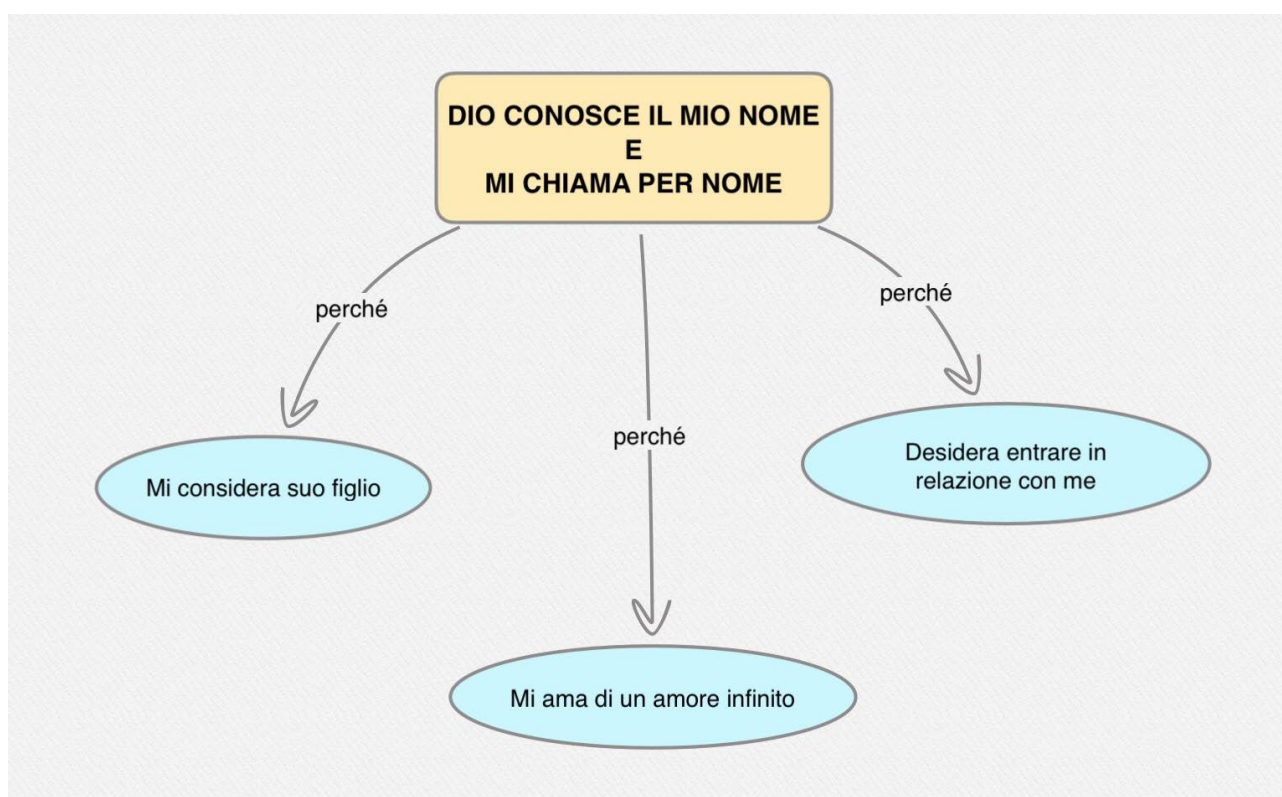 DIO CONOSCE IL MIO NOME
E
MI CHIAMA PER NOME
perché
perché
perché
Mi considera suo figlio
Desidera entrare in
relazione con me
Mi ama di un amore infinito